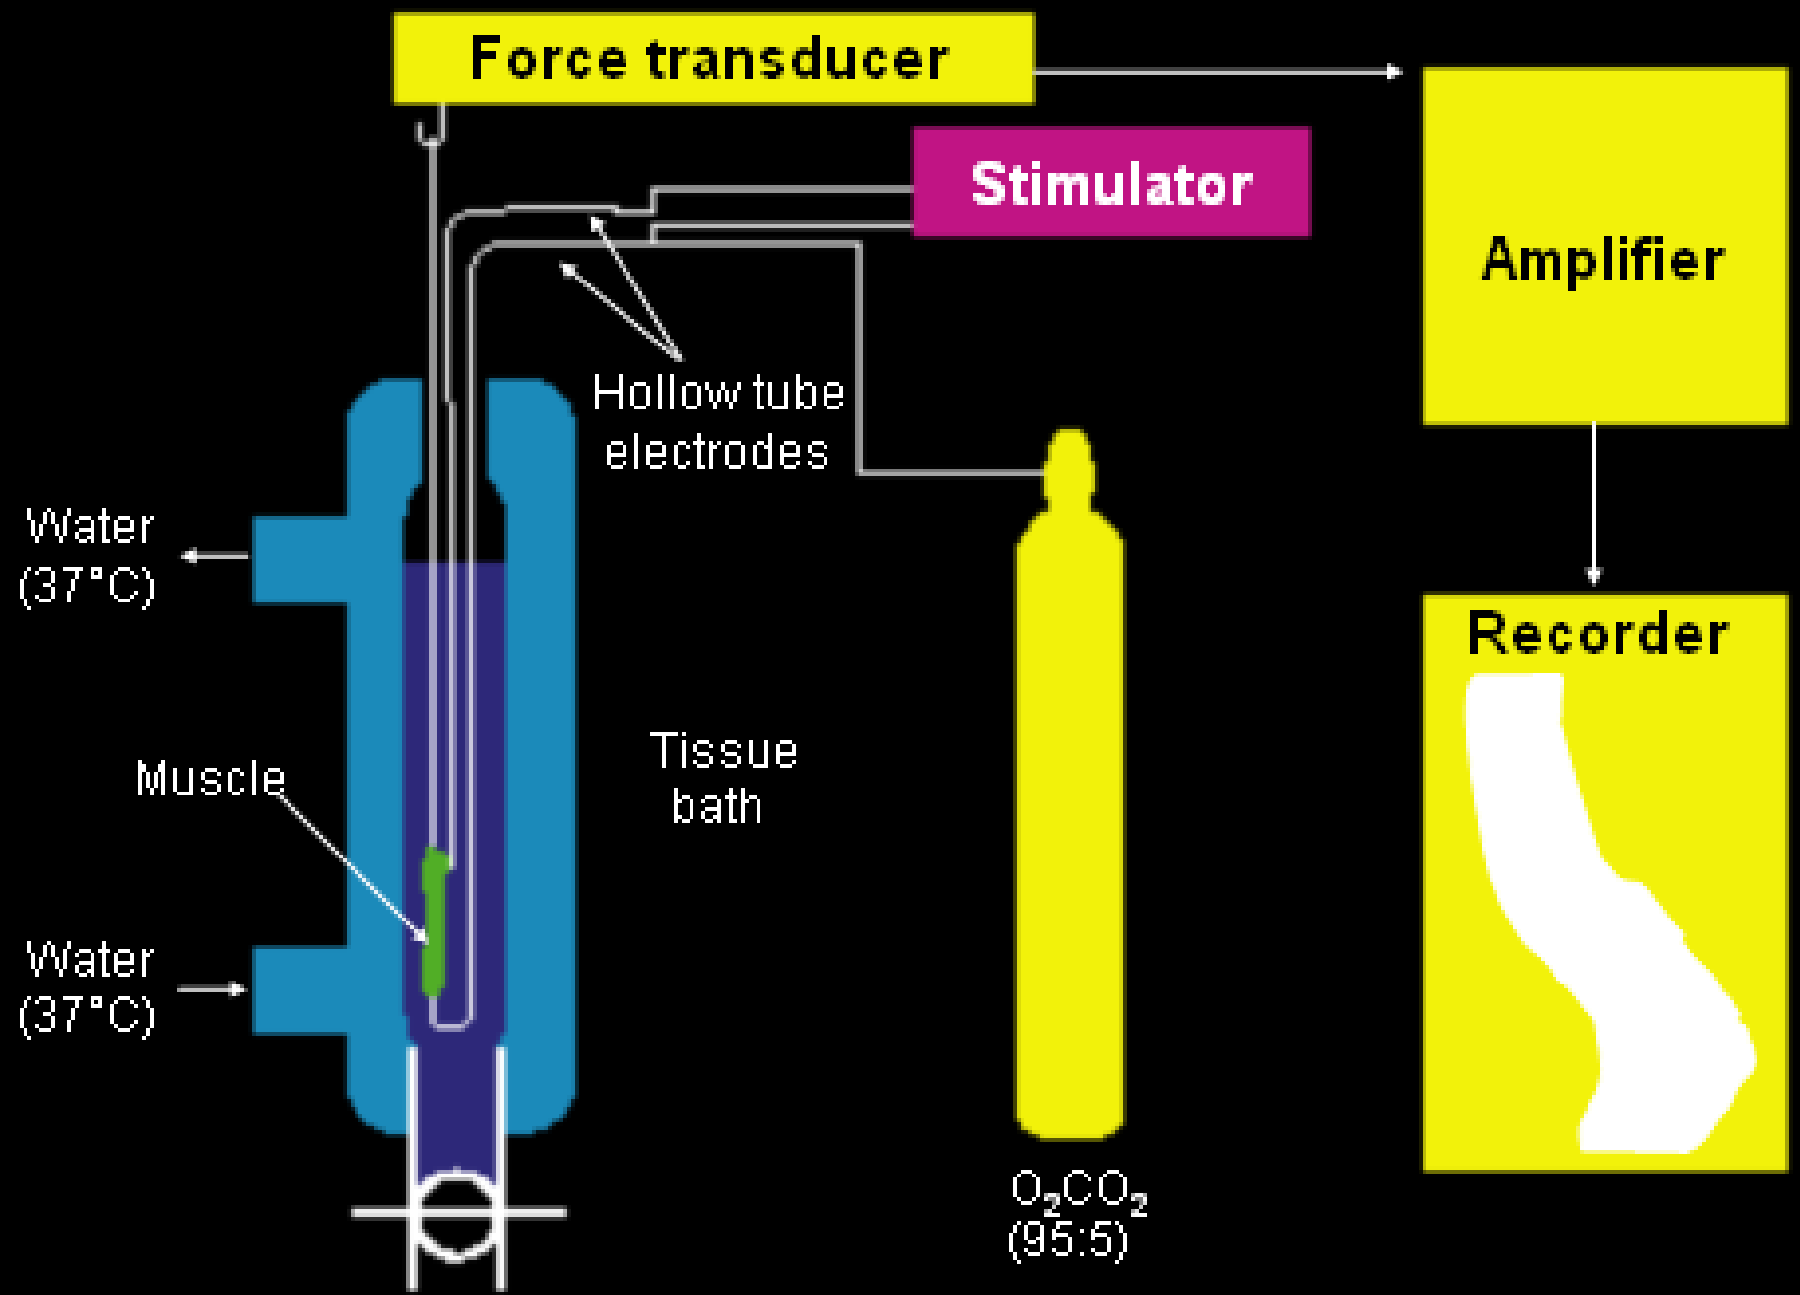 Force transducer
Stimulator
Amplifier
Hollow tube
electrodes
Water
(37°C)
Recorder
Muscle
Tissue
bath
Water
(37°C)
O₂CO₂
(95:5)